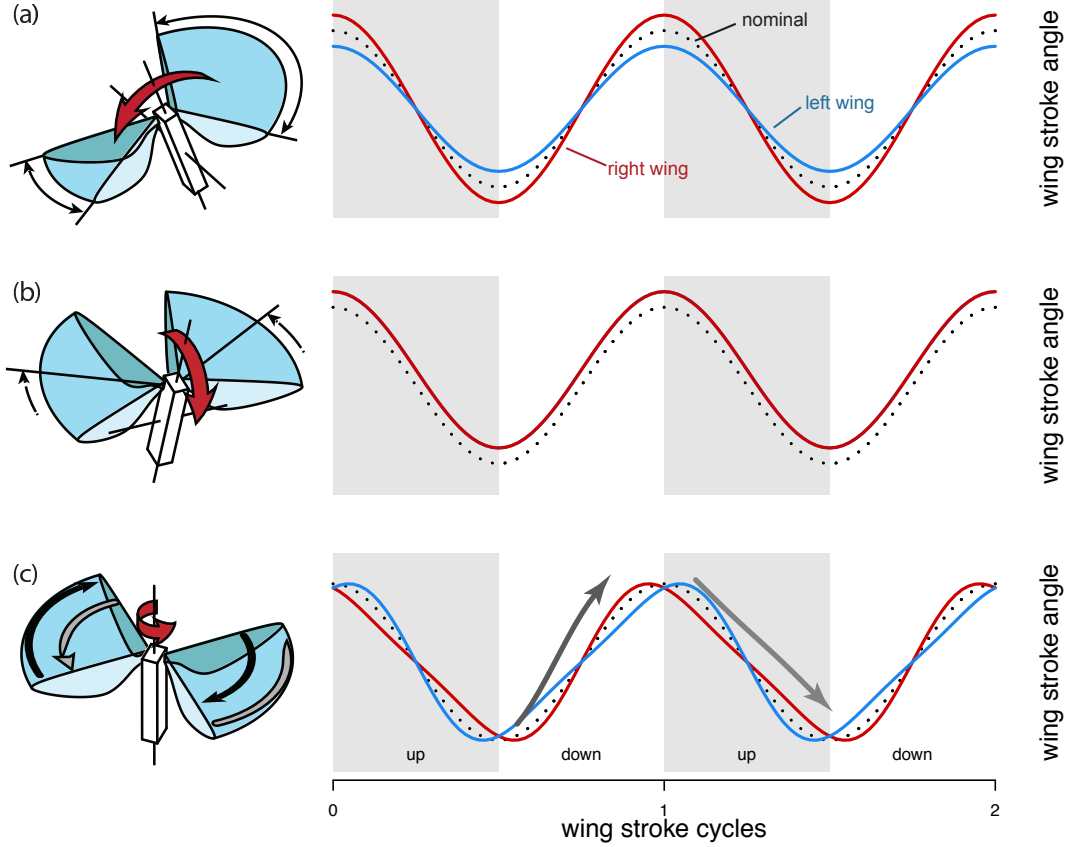 (a)
nominal
left wing
right wing
wing stroke angle
(b)
wing stroke angle
(c)
up
down
up
down
wing stroke angle
0
1
2
wing stroke cycles